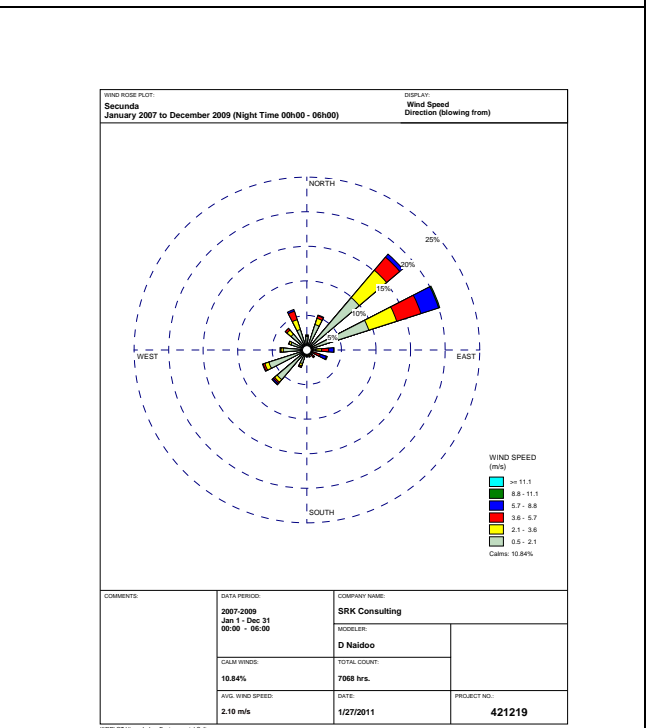 WIND ROSE PLOT:
Secunda
January 2007 to December 2009 (Night Time 00h00 - 06h00)
DISPLAY:
Wind Speed
Direction (blowing from)
NORTH
25%
20%
15%
10%
5%
WEST
EAST
SOUTH
WIND SPEED
(m/s)
>= 11.1
8.8 - 11.1
5.7 - 8.8
3.6 - 5.7
2.1 - 3.6
0.5 - 2.1
Calms: 10.84%
COMMENTS:
DATA PERIOD:
2007-2009
Jan 1 - Dec 31
00:00 - 06:00
COMPANY NAME:
SRK Consulting
MODELER:
D Naidoo
CALM WINDS:
10.84%
TOTAL COUNT:
7068 hrs.
AVG. WIND SPEED:
2.10 m/s
DATE:
1/27/2011
PROJECT NO.:
421219